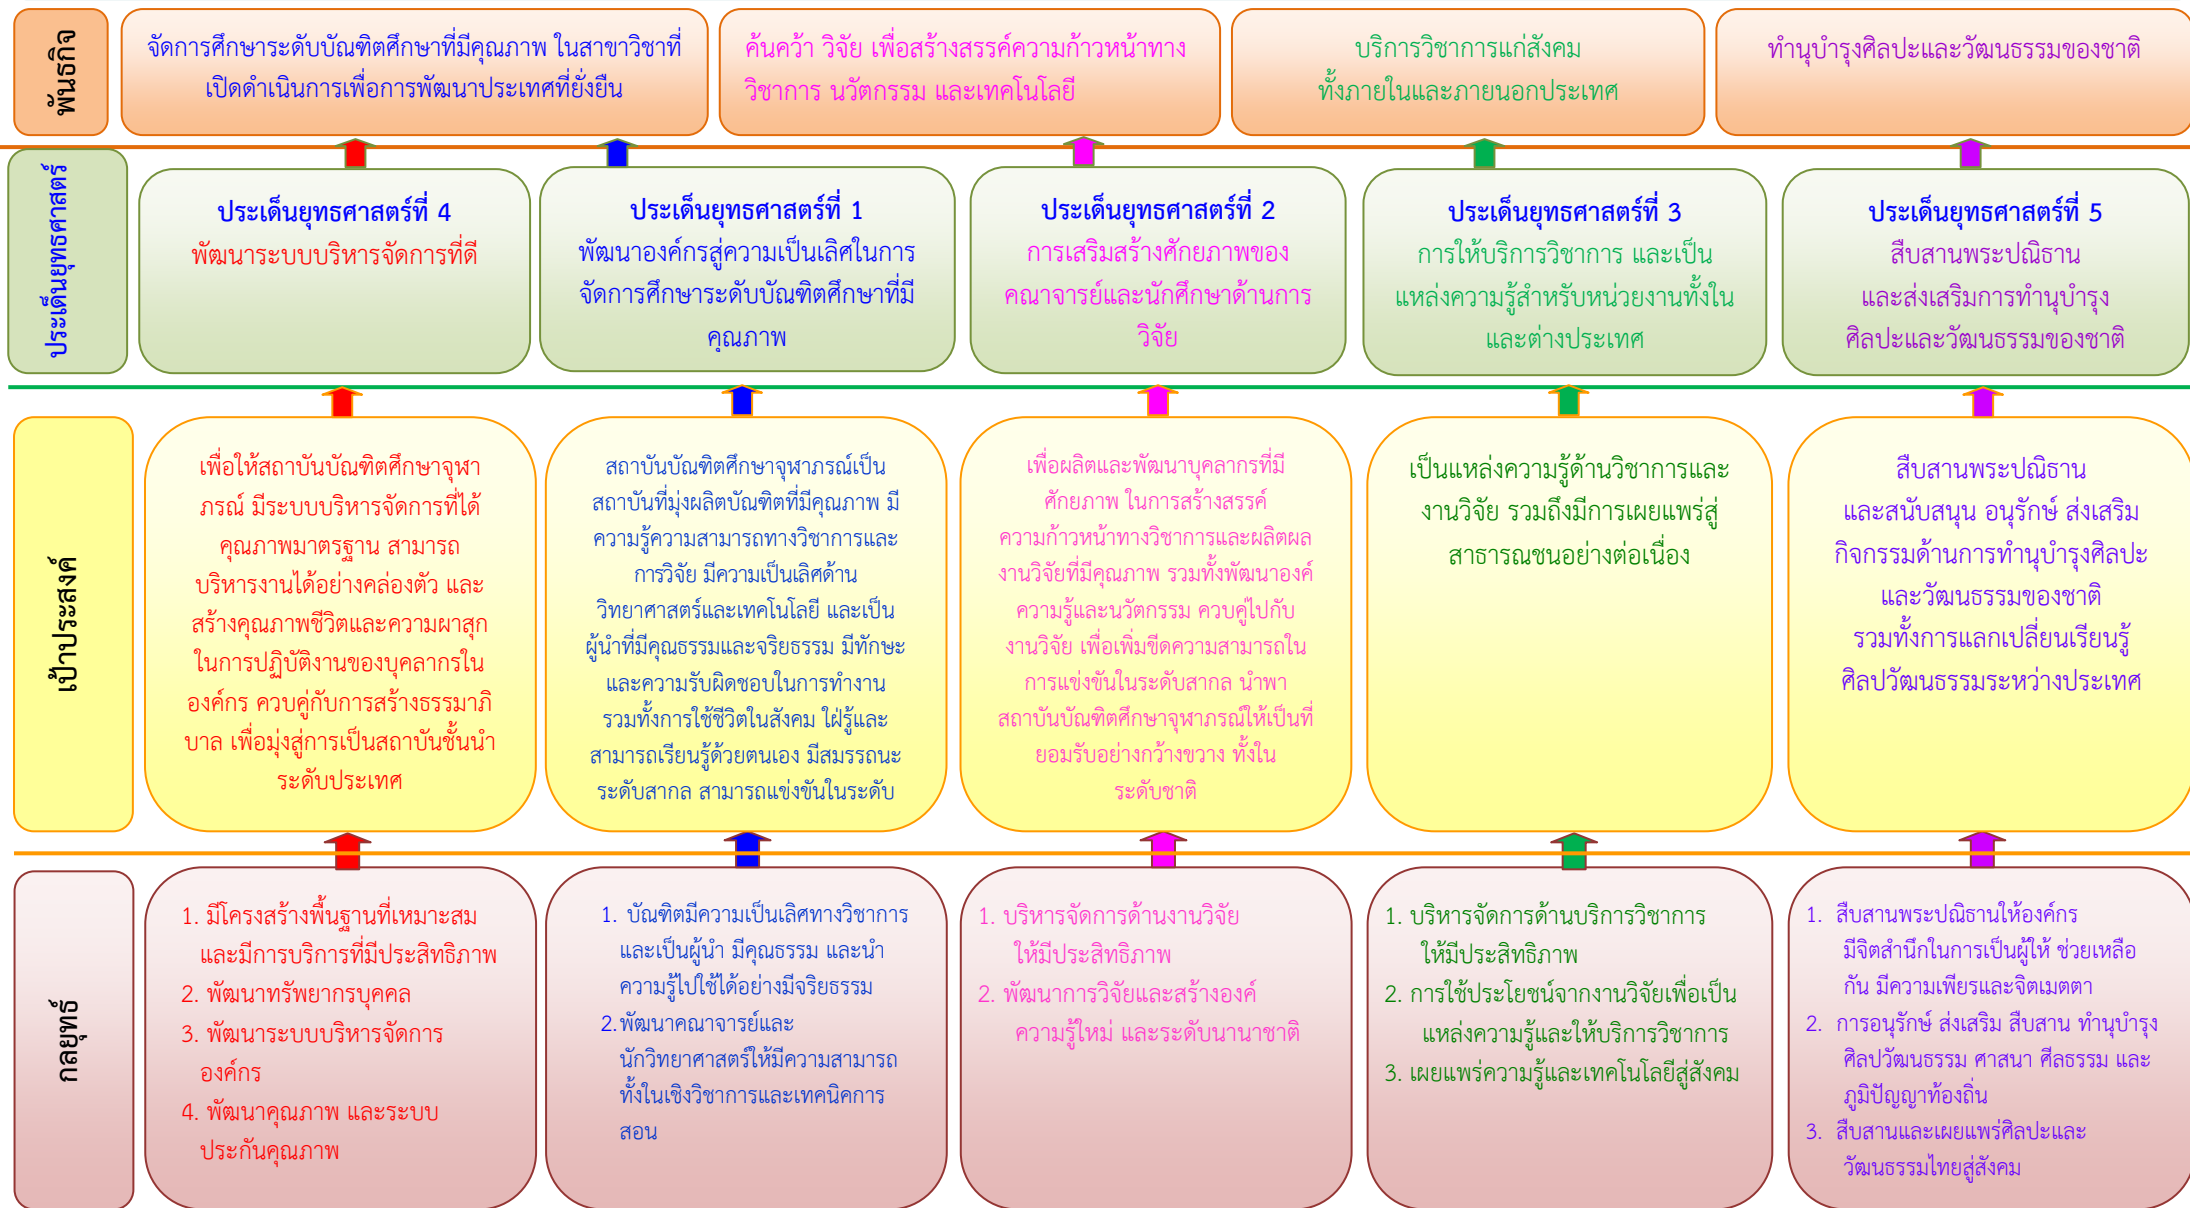 พันธกิจ
จัดการศึกษาระดับบัณฑิตศึกษาที่มีคุณภาพ ในสาขาวิชาที่
เปิดดำเนินการเพื่อการพัฒนาประเทศที่ยั่งยืน
ค้นคว้า วิจัย เพื่อสร้างสรรค์ความก้าวหน้าทาง
วิชาการ นวัตกรรม และเทคโนโลยี
บริการวิชาการแก่สังคม
ทั้งภายในและภายนอกประเทศ
ทำนุบำรุงศิลปะและวัฒนธรรมของชาติ
ประเด็นยุทธศาสตร์
ประเด็นยุทธศาสตร์ที่ 4
พัฒนาระบบบริหารจัดการที่ดี
ประเด็นยุทธศาสตร์ที่ 1
พัฒนาองค์กรสู่ความเป็นเลิศในการ
จัดการศึกษาระดับบัณฑิตศึกษาที่มี
คุณภาพ
ประเด็นยุทธศาสตร์ที่ 2
การเสริมสร้างศักยภาพของ
คณาจารย์และนักศึกษาด้านการ
วิจัย
ประเด็นยุทธศาสตร์ที่ 3
การให้บริการวิชาการ และเป็น
แหล่งความรู้สำหรับหน่วยงานทั้งใน
และต่างประเทศ
ประเด็นยุทธศาสตร์ที่ 5
สืบสานพระปณิธาน
และส่งเสริมการทำนุบำรุง
ศิลปะและวัฒนธรรมของชาติ
เป้าประสงค์
เพื่อให้สถาบันบัณฑิตศึกษาจุฬา
ภรณ์ มีระบบบริหารจัดการที่ได้
คุณภาพมาตรฐาน สามารถ
บริหารงานได้อย่างคล่องตัว และ
สร้างคุณภาพชีวิตและความผาสุก
ในการปฏิบัติงานของบุคลากรใน
องค์กร ควบคู่กับการสร้างธรรมาภิ
บาล เพื่อมุ่งสู่การเป็นสถาบันชั้นนำ
ระดับประเทศ
สถาบันบัณฑิตศึกษาจุฬาภรณ์เป็น
สถาบันที่มุ่งผลิตบัณฑิตที่มีคุณภาพ มี
ความรู้ความสามารถทางวิชาการและ
การวิจัย มีความเป็นเลิศด้าน
วิทยาศาสตร์และเทคโนโลยี และเป็น
ผู้นำที่มีคุณธรรมและจริยธรรม มีทักษะ
และความรับผิดชอบในการทำงาน
รวมทั้งการใช้ชีวิตในสังคม ใฝ่รู้และ
สามารถเรียนรู้ด้วยตนเอง มีสมรรถนะ
ระดับสากล สามารถแข่งขันในระดับ
เพื่อผลิตและพัฒนาบุคลากรที่มี
ศักยภาพ ในการสร้างสรรค์
ความก้าวหน้าทางวิชาการและผลิตผล
งานวิจัยที่มีคุณภาพ รวมทั้งพัฒนาองค์
ความรู้และนวัตกรรม ควบคู่ไปกับ
งานวิจัย เพื่อเพิ่มขีดความสามารถใน
การแข่งขันในระดับสากล นำพา
สถาบันบัณฑิตศึกษาจุฬาภรณ์ให้เป็นที่
ยอมรับอย่างกว้างขวาง ทั้งใน
ระดับชาติ
เป็นแหล่งความรู้ด้านวิชาการและ
งานวิจัย รวมถึงมีการเผยแพร่สู่
สาธารณชนอย่างต่อเนื่อง
สืบสานพระปณิธาน
และสนับสนุน อนุรักษ์ ส่งเสริม
กิจกรรมด้านการทำนุบำรุงศิลปะ
และวัฒนธรรมของชาติ
รวมทั้งการแลกเปลี่ยนเรียนรู้
ศิลปวัฒนธรรมระหว่างประเทศ
กลยุทธ์
1. มีโครงสร้างพื้นฐานที่เหมาะสม
และมีการบริการที่มีประสิทธิภาพ
2. พัฒนาทรัพยากรบุคคล
3. พัฒนาระบบบริหารจัดการ
องค์กร
4. พัฒนาคุณภาพ และระบบ
ประกันคุณภาพ
1. บัณฑิตมีความเป็นเลิศทางวิชาการ
และเป็นผู้นำ มีคุณธรรม และนำ
ความรู้ไปใช้ได้อย่างมีจริยธรรม
2.พัฒนาคณาจารย์และ
นักวิทยาศาสตร์ให้มีความสามารถ
ทั้งในเชิงวิชาการและเทคนิคการ
สอน
1. บริหารจัดการด้านงานวิจัย
ให้มีประสิทธิภาพ
2. พัฒนาการวิจัยและสร้างองค์
ความรู้ใหม่ และระดับนานาชาติ
1. บริหารจัดการด้านบริการวิชาการ
ให้มีประสิทธิภาพ
2. การใช้ประโยชน์จากงานวิจัยเพื่อเป็น
แหล่งความรู้และให้บริการวิชาการ
3. เผยแพร่ความรู้และเทคโนโลยีสู่สังคม
1. สืบสานพระปณิธานให้องค์กร
มีจิตสำนึกในการเป็นผู้ให้ ช่วยเหลือ
กัน มีความเพียรและจิตเมตตา
2. การอนุรักษ์ ส่งเสริม สืบสาน ทำนุบำรุง
ศิลปวัฒนธรรม ศาสนา ศีลธรรม และ
ภูมิปัญญาท้องถิ่น
3. สืบสานและเผยแพร่ศิลปะและ
วัฒนธรรมไทยสู่สังคม